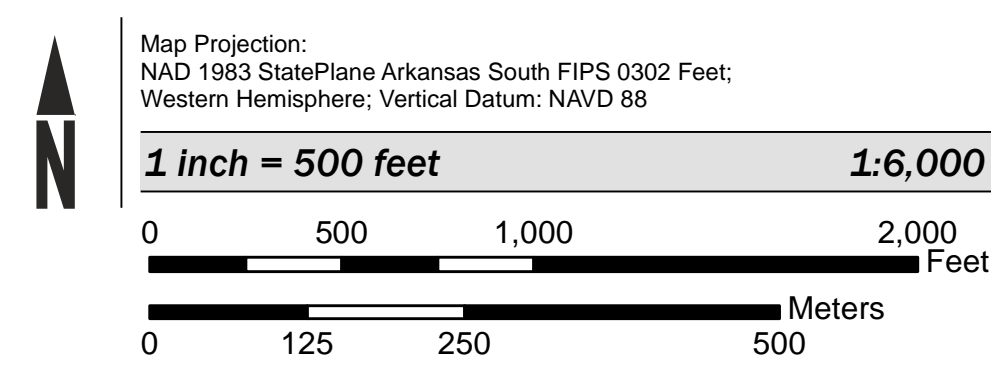 N
Map Projection:
NAD 1983 StatePlane Arkansas South FIPS 0302 Feet;
Western Hemisphere; Vertical Datum: NAVD 88
1 inch = 500 feet 1:6,000
0 500 1,000 2,000
Feet
Meters
0 125 250 500